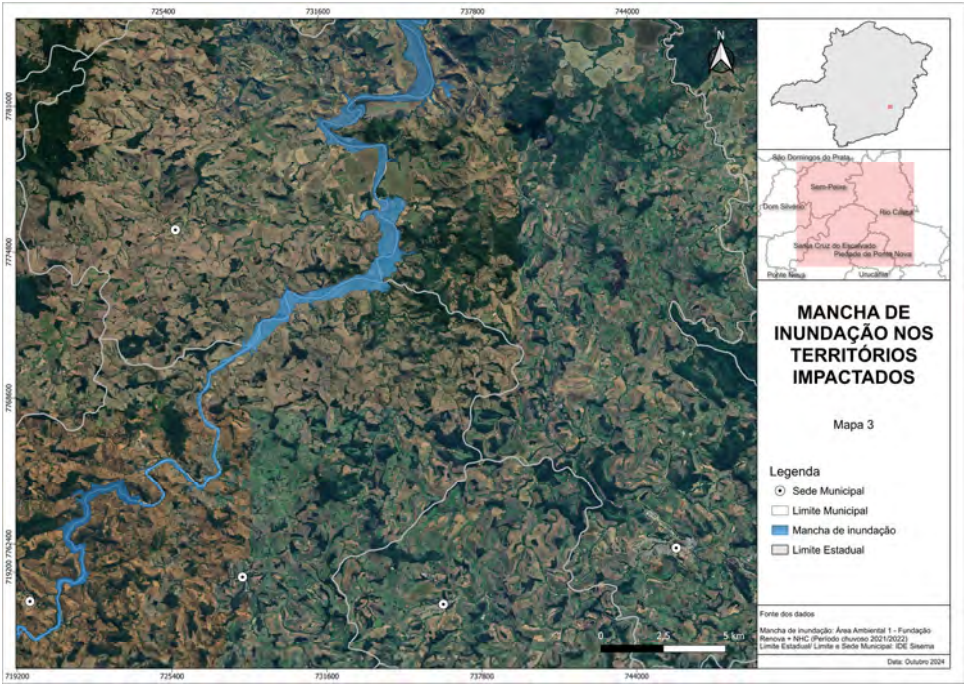 725400
731600
737800
744000
7781000
7774800
7768600
7762400
719200
N
São Domingos do Prata
Sem-Peixe
Dom Silvério
Rio Casca
Santa Cruz do Escalvado
Piedade de Ponte Nova
Ponte Nova
Urucânia
MANCHA DE
INUNDAÇÃO NOS
TERRITÓRIOS
IMPACTADOS
Mapa 3
Legenda
Sede Municipal
Limite Municipal
Mancha de inundação
Limite Estadual
0 2,5 5 km
Fonte dos dados
Mancha de inundação: Área Ambiental 1 - Fundação
Renova + NHC (Período chuvoso 2021/2022)
Limite Estadual/ Limite e Sede Municipal: IDE Sisema
Data: Outubro 2024
719200
725400
731600
737800
744000